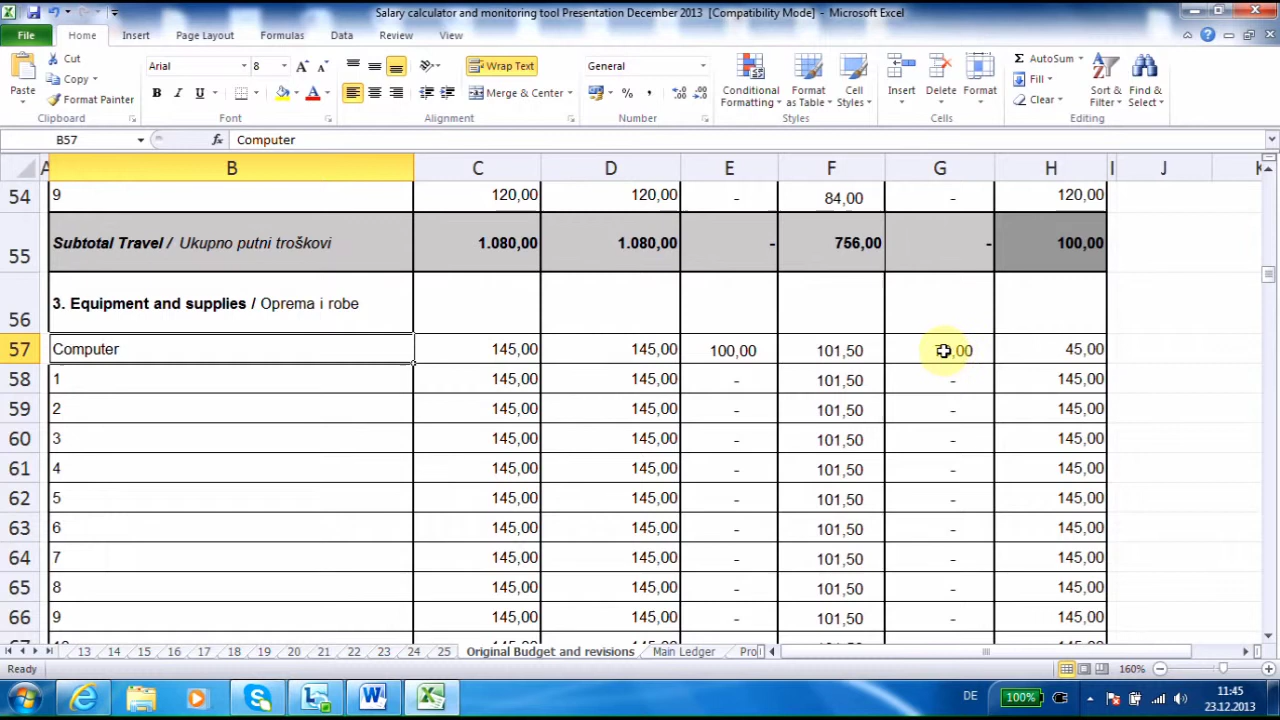 Salary calculator and monitoring tool Presentation December 2013 [Compatibility Mode] - Microsoft Excel
File Home Insert Page Layout Formulas Data Review View
Paste
Cut
Copy
Format Painter
Clipboard
Arial 8
B I U
Font
Wrap Text
Merge & Center
Alignment
General
%
Number
Conditional Formatting
Format as Table
Cell Styles
Styles
Insert Delete Format
Cells
AutoSum
Fill
Clear
Sort & Filter
Find & Select
Editing
B57 fx Computer
A B C D E F G H I J K
54 9 120,00 120,00 - 84,00 - 120,00
55 Subtotal Travel / Ukupno putni troškovi 1.080,00 1.080,00 - 756,00 - 100,00
56 3. Equipment and supplies / Oprema i robe
57 Computer 145,00 145,00 100,00 101,50 45,00
58 1 145,00 145,00 - 101,50 - 145,00
59 2 145,00 145,00 - 101,50 - 145,00
60 3 145,00 145,00 - 101,50 - 145,00
61 4 145,00 145,00 - 101,50 - 145,00
62 5 145,00 145,00 - 101,50 - 145,00
63 6 145,00 145,00 - 101,50 - 145,00
64 7 145,00 145,00 - 101,50 - 145,00
65 8 145,00 145,00 - 101,50 - 145,00
66 9 145,00 145,00 - 101,50 - 145,00
13 14 15 16 17 18 19 20 21 22 23 24 25 Original Budget and revisions Main Ledger
Ready 160%
DE 100% 11:45
23.12.2013